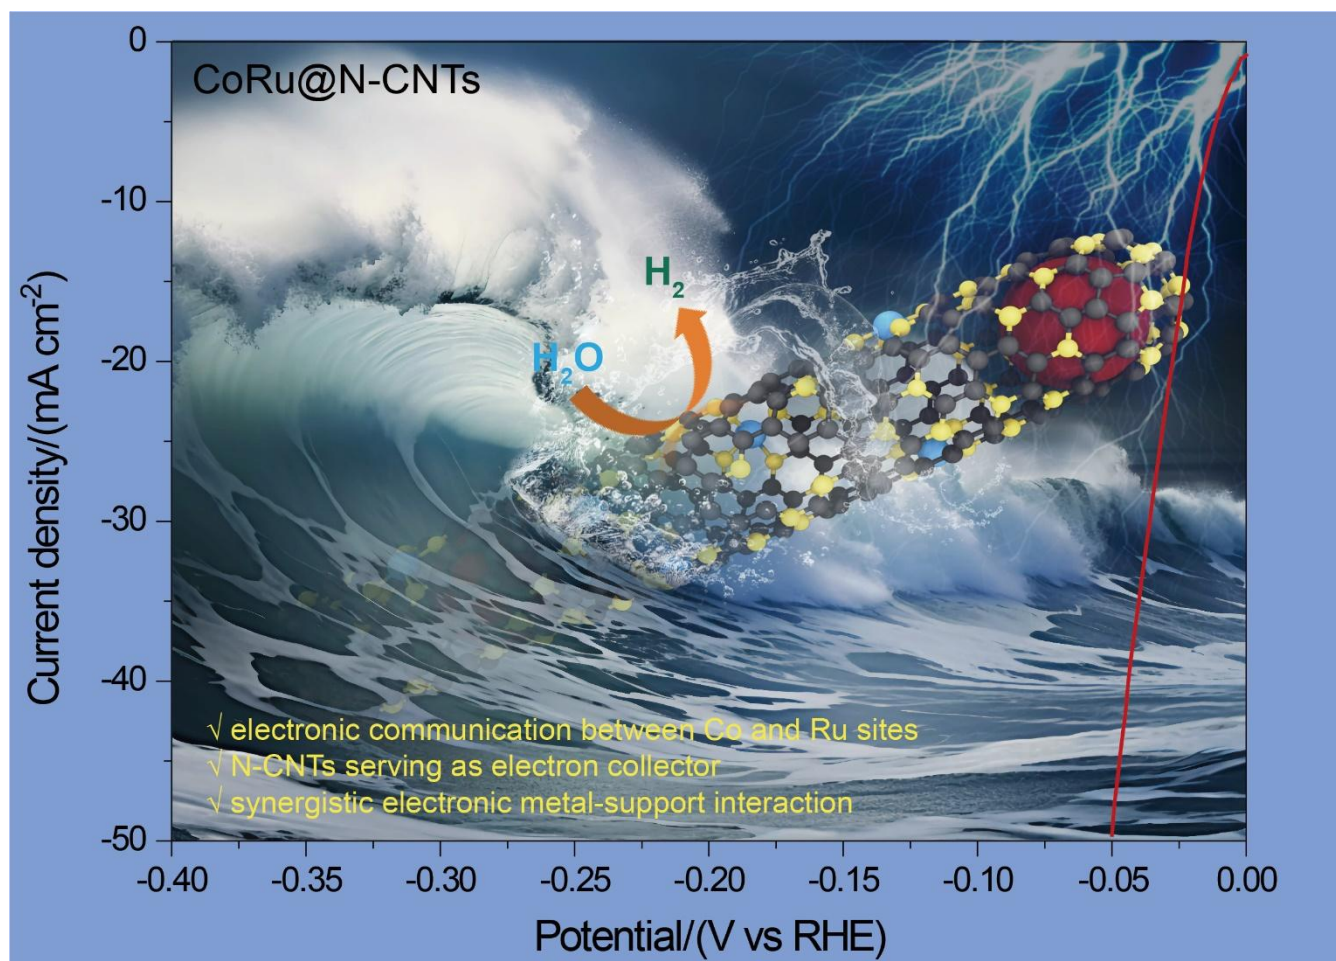 CoRu@N-CNTs
0
-10
-20
-30
-40
-50
Current density/(mA cm⁻²)
H₂
H₂O
√ electronic communication between Co and Ru sites
√ N-CNTs serving as electron collector
√ synergistic electronic metal-support interaction
-0.40 -0.35 -0.30 -0.25 -0.20 -0.15 -0.10 -0.05 0.00
Potential/(V vs RHE)